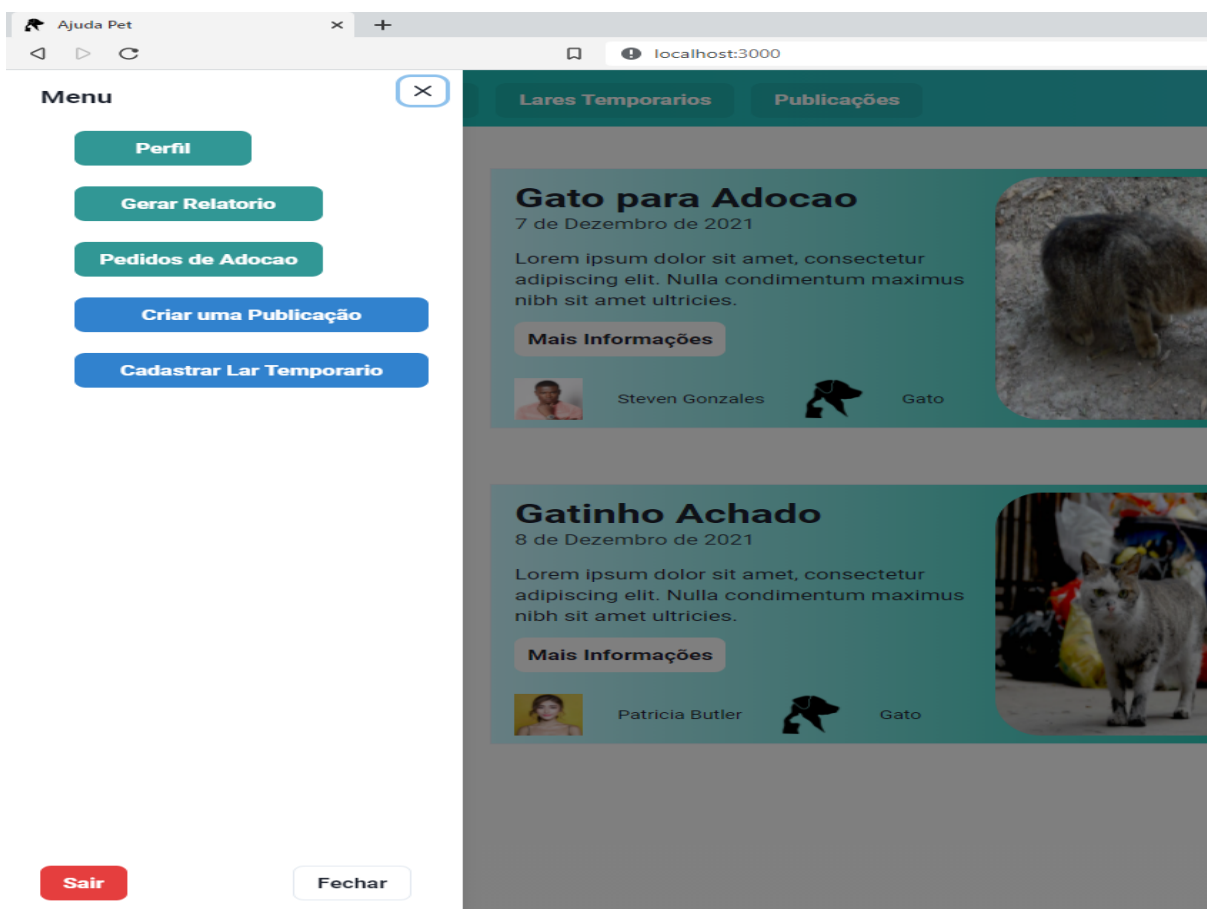 Ajuda Pet
localhost:3000
Menu
Perfil
Gerar Relatorio
Pedidos de Adocao
Criar uma Publicação
Cadastrar Lar Temporario
Sair
Fechar
Lares Temporarios
Publicações
Gato para Adocao
7 de Dezembro de 2021
Lorem ipsum dolor sit amet, consectetur
adipiscing elit. Nulla condimentum maximus
nibh sit amet ultricies.
Mais Informações
Steven Gonzales
Gato
Gatinho Achado
8 de Dezembro de 2021
Lorem ipsum dolor sit amet, consectetur
adipiscing elit. Nulla condimentum maximus
nibh sit amet ultricies.
Mais Informações
Patricia Butler
Gato